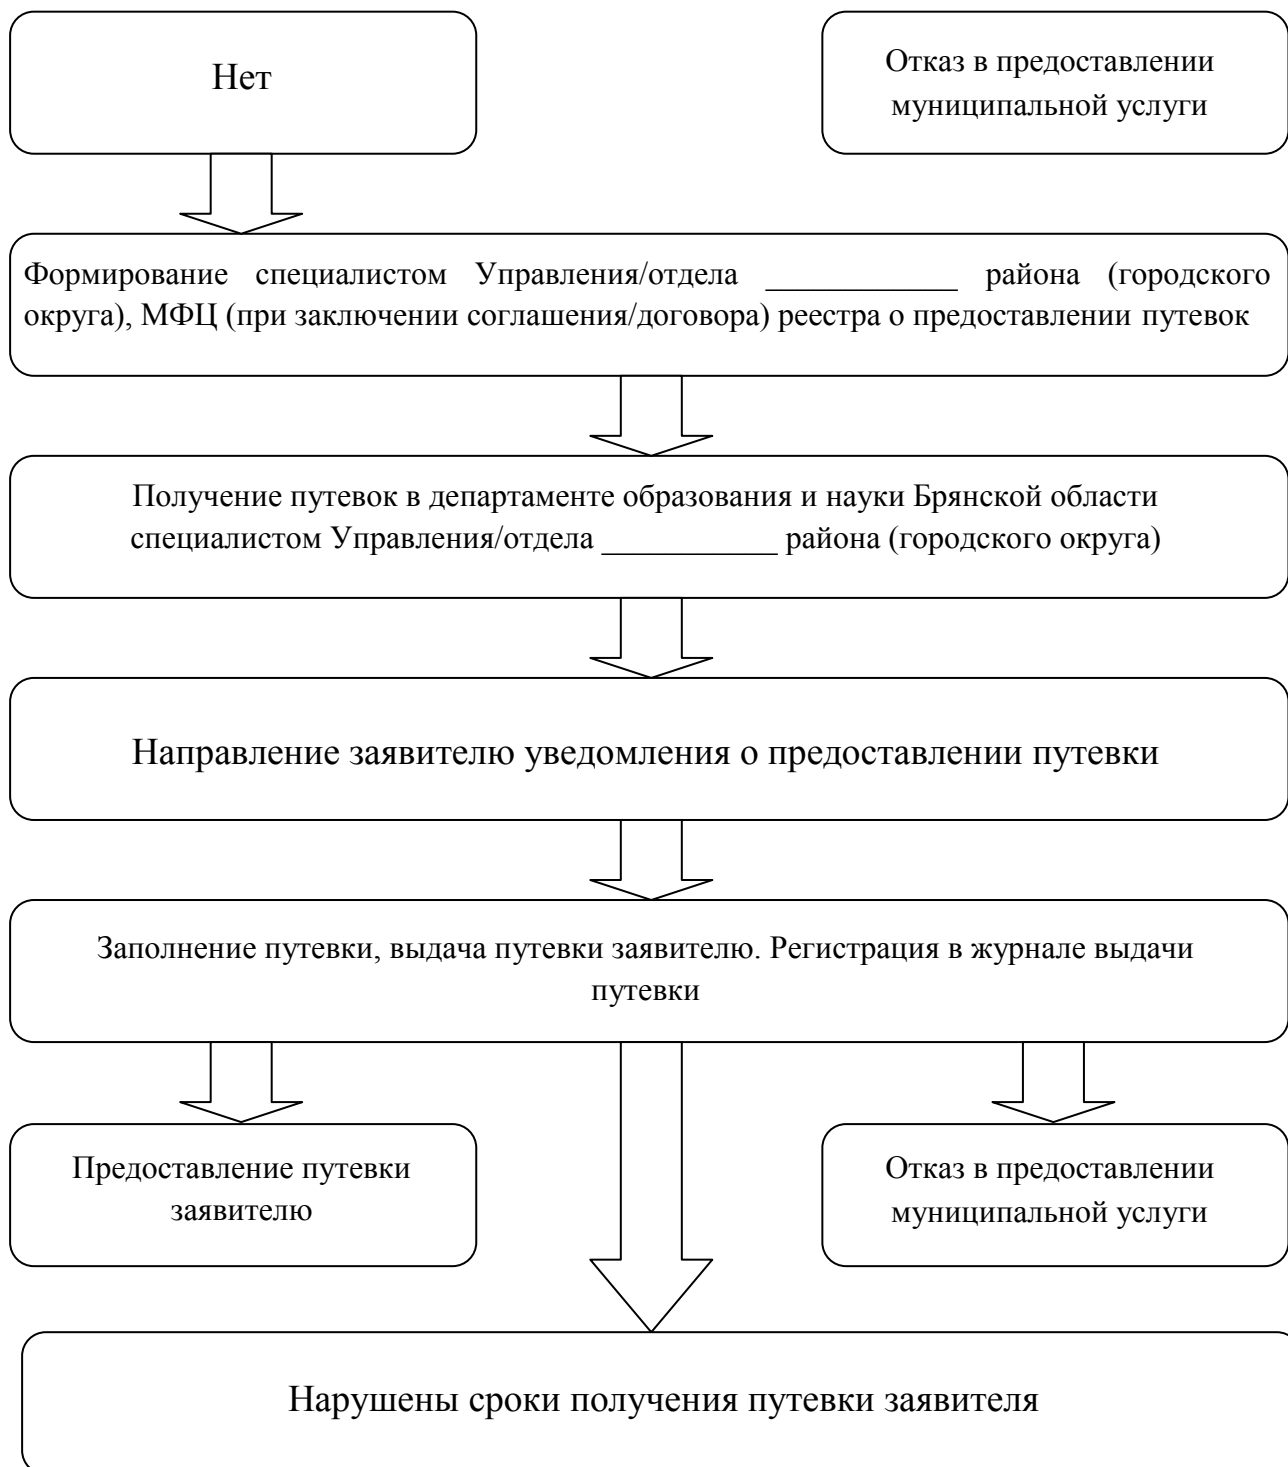 Нет
Отказ в предоставлении
муниципальной услуги
Формирование специалистом Управления/отдела ____________ района (городского
округа), МФЦ (при заключении соглашения/договора) реестра о предоставлении путевок
Получение путевок в департаменте образования и науки Брянской области
специалистом Управления/отдела ___________ района (городского округа)
Направление заявителю уведомления о предоставлении путевки
Заполнение путевки, выдача путевки заявителю. Регистрация в журнале выдачи
путевки
Предоставление путевки
заявителю
Отказ в предоставлении
муниципальной услуги
Нарушены сроки получения путевки заявителя